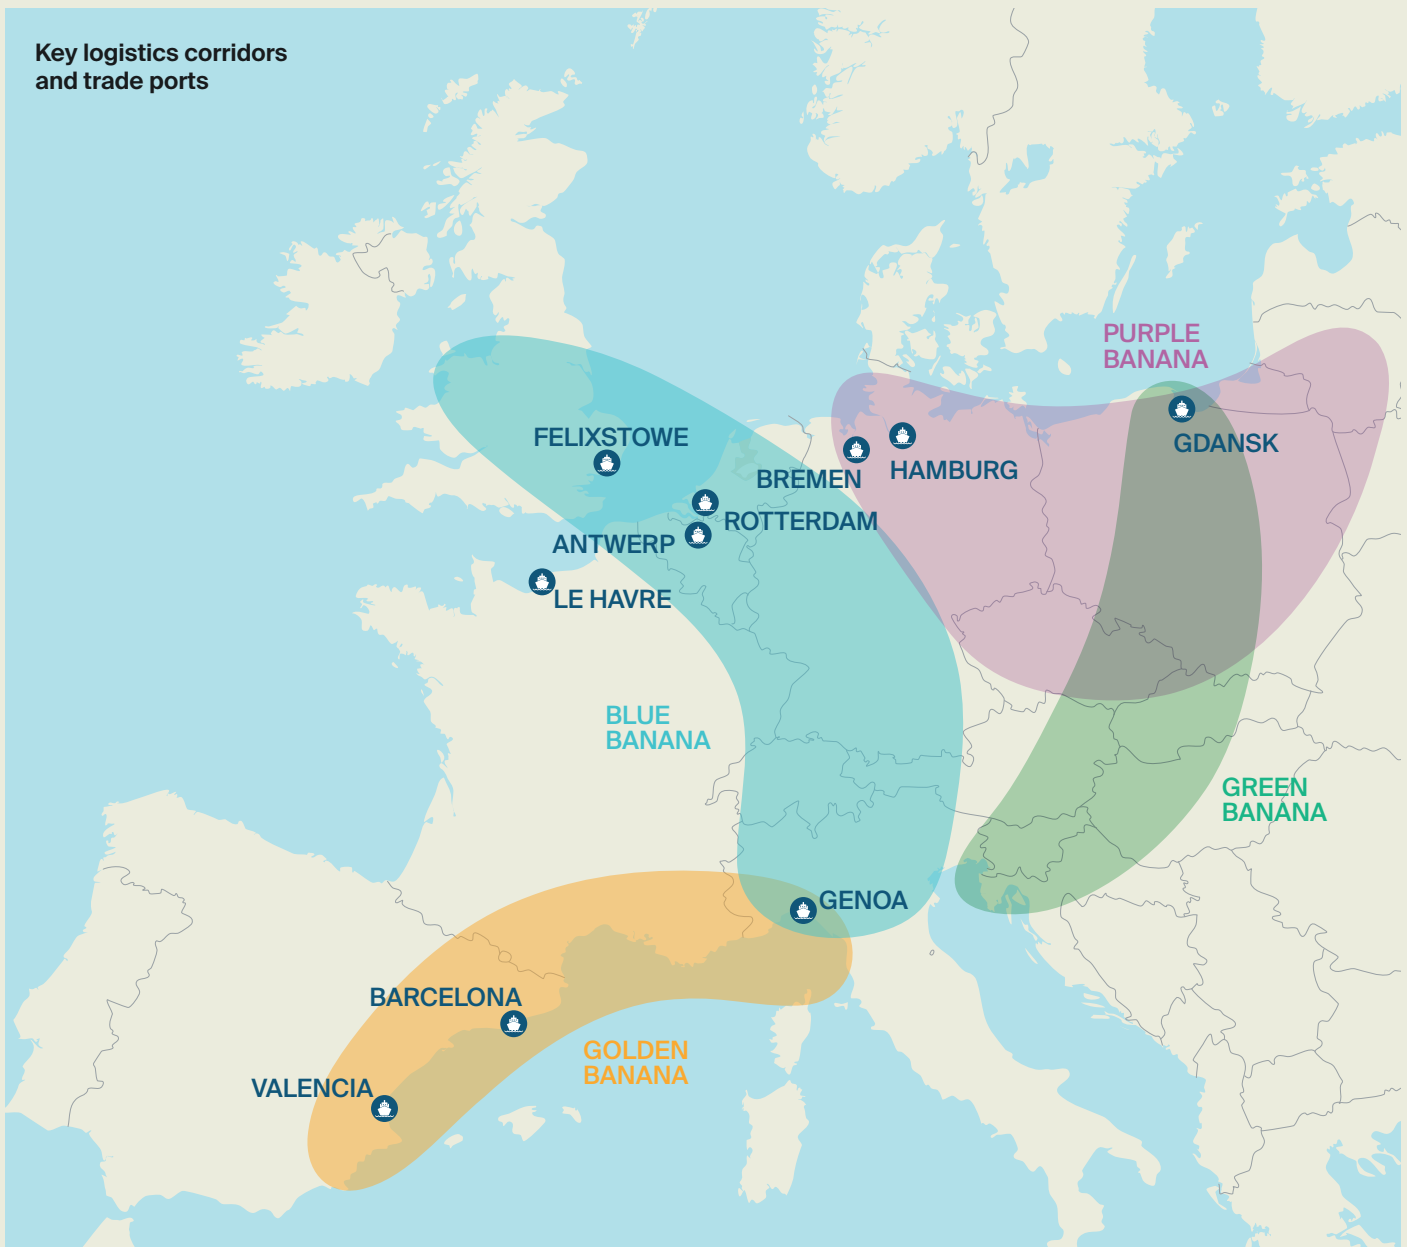 Key logistics corridors
and trade ports
PURPLE
BANANA
FELIXSTOWE
GDANSK
BREMEN
HAMBURG
ROTTERDAM
ANTWERP
LE HAVRE
BLUE
BANANA
GREEN
BANANA
GENOA
BARCELONA
GOLDEN
BANANA
VALENCIA